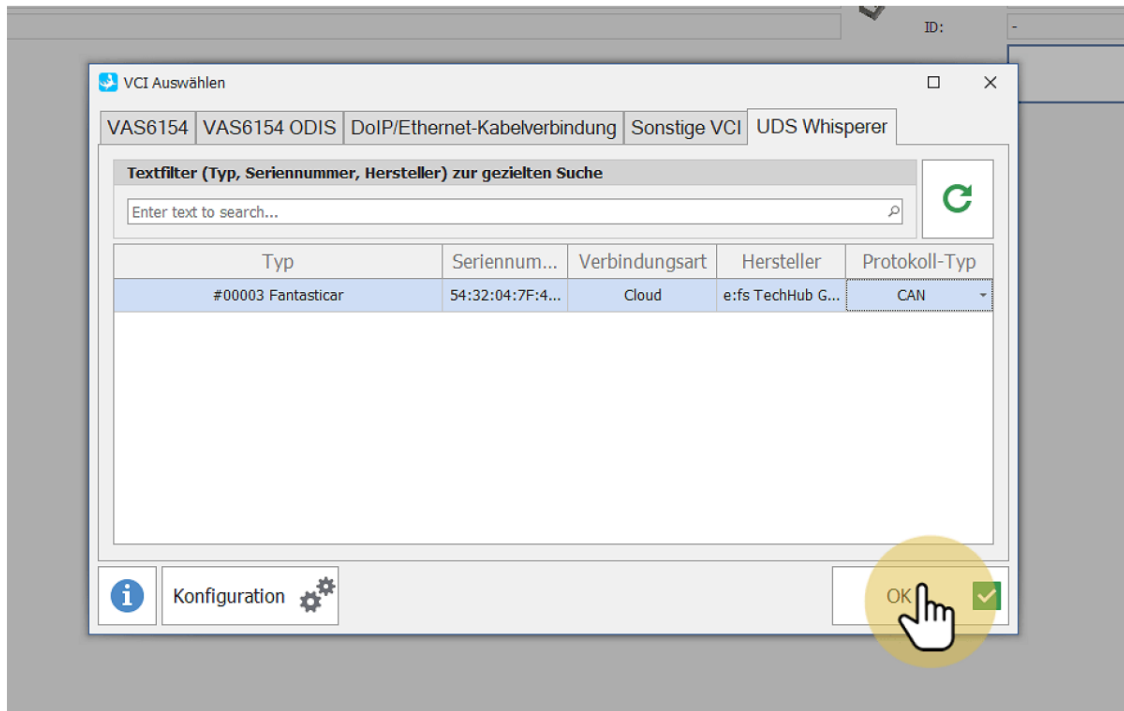 ID:
-
VCI Auswählen
VAS6154 VAS6154 ODIS DoIP/Ethernet-Kabelverbindung Sonstige VCI UDS Whisperer
Textfilter (Typ, Seriennummer, Hersteller) zur gezielten Suche
Enter text to search...
Typ Seriennum... Verbindungsart Hersteller Protokoll-Typ
#00003 Fantasticar 54:32:04:7F:4... Cloud e:fs TechHub G... CAN
i Konfiguration OK